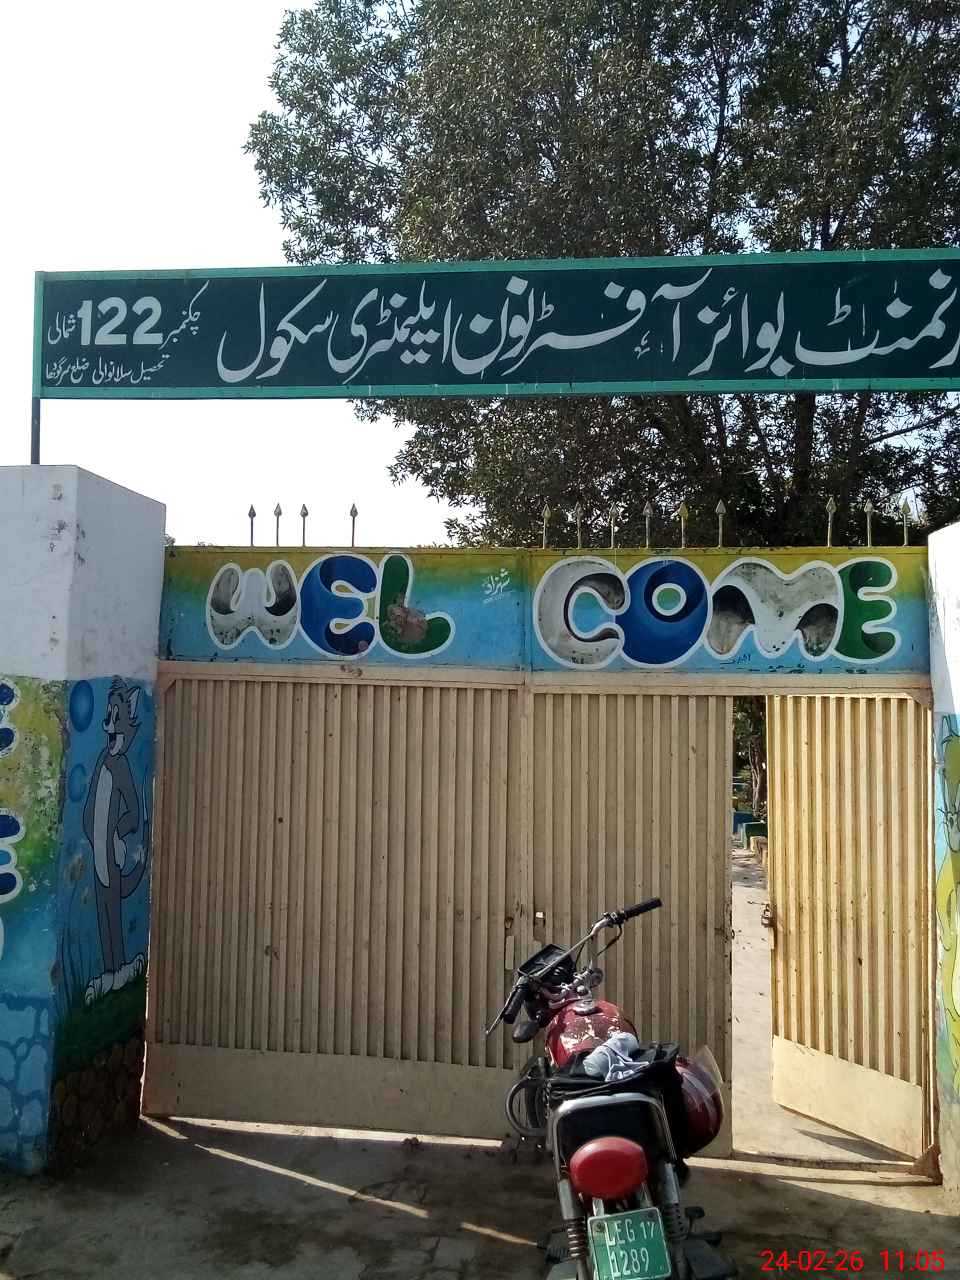 رنمنٹ بوائز آفٹرنون ایلیمنٹری سکول
چکنمبر 122 شمالی
تحصیل سلانوالی ضلع سرگودھا
WEL COME
شہزاد
LEG 17
1289
24-02-26 11:05